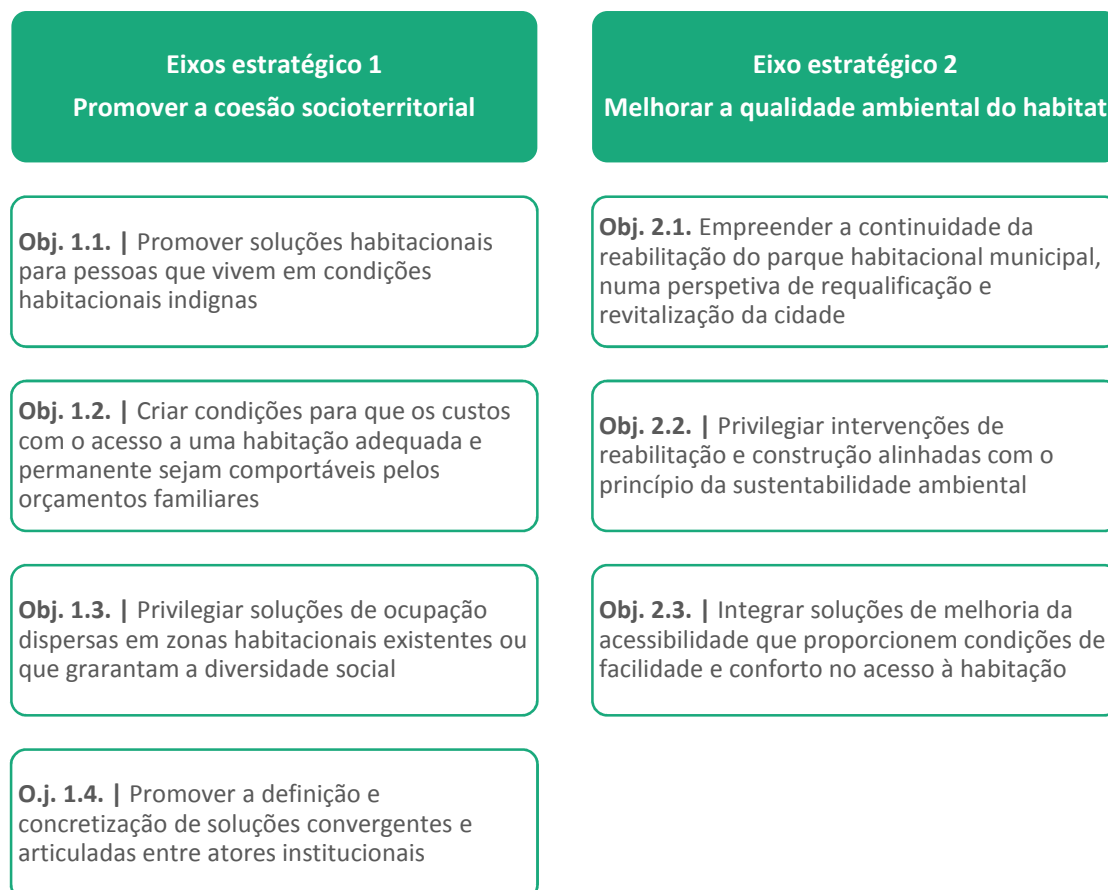 Eixos estratégico 1
Promover a coesão socioterritorial
Obj. 1.1. | Promover soluções habitacionais
para pessoas que vivem em condições
habitacionais indignas
Obj. 1.2. | Criar condições para que os custos
com o acesso a uma habitação adequada e
permanente sejam comportáveis pelos
orçamentos familiares
Obj. 1.3. | Privilegiar soluções de ocupação
dispersas em zonas habitacionais existentes ou
que grarantam a diversidade social
O.j. 1.4. | Promover a definição e
concretização de soluções convergentes e
articuladas entre atores institucionais
Eixo estratégico 2
Melhorar a qualidade ambiental do habitat
Obj. 2.1. Empreender a continuidade da
reabilitação do parque habitacional municipal,
numa perspetiva de requalificação e
revitalização da cidade
Obj. 2.2. | Privilegiar intervenções de
reabilitação e construção alinhadas com o
princípio da sustentabilidade ambiental
Obj. 2.3. | Integrar soluções de melhoria da
acessibilidade que proporcionem condições de
facilidade e conforto no acesso à habitação